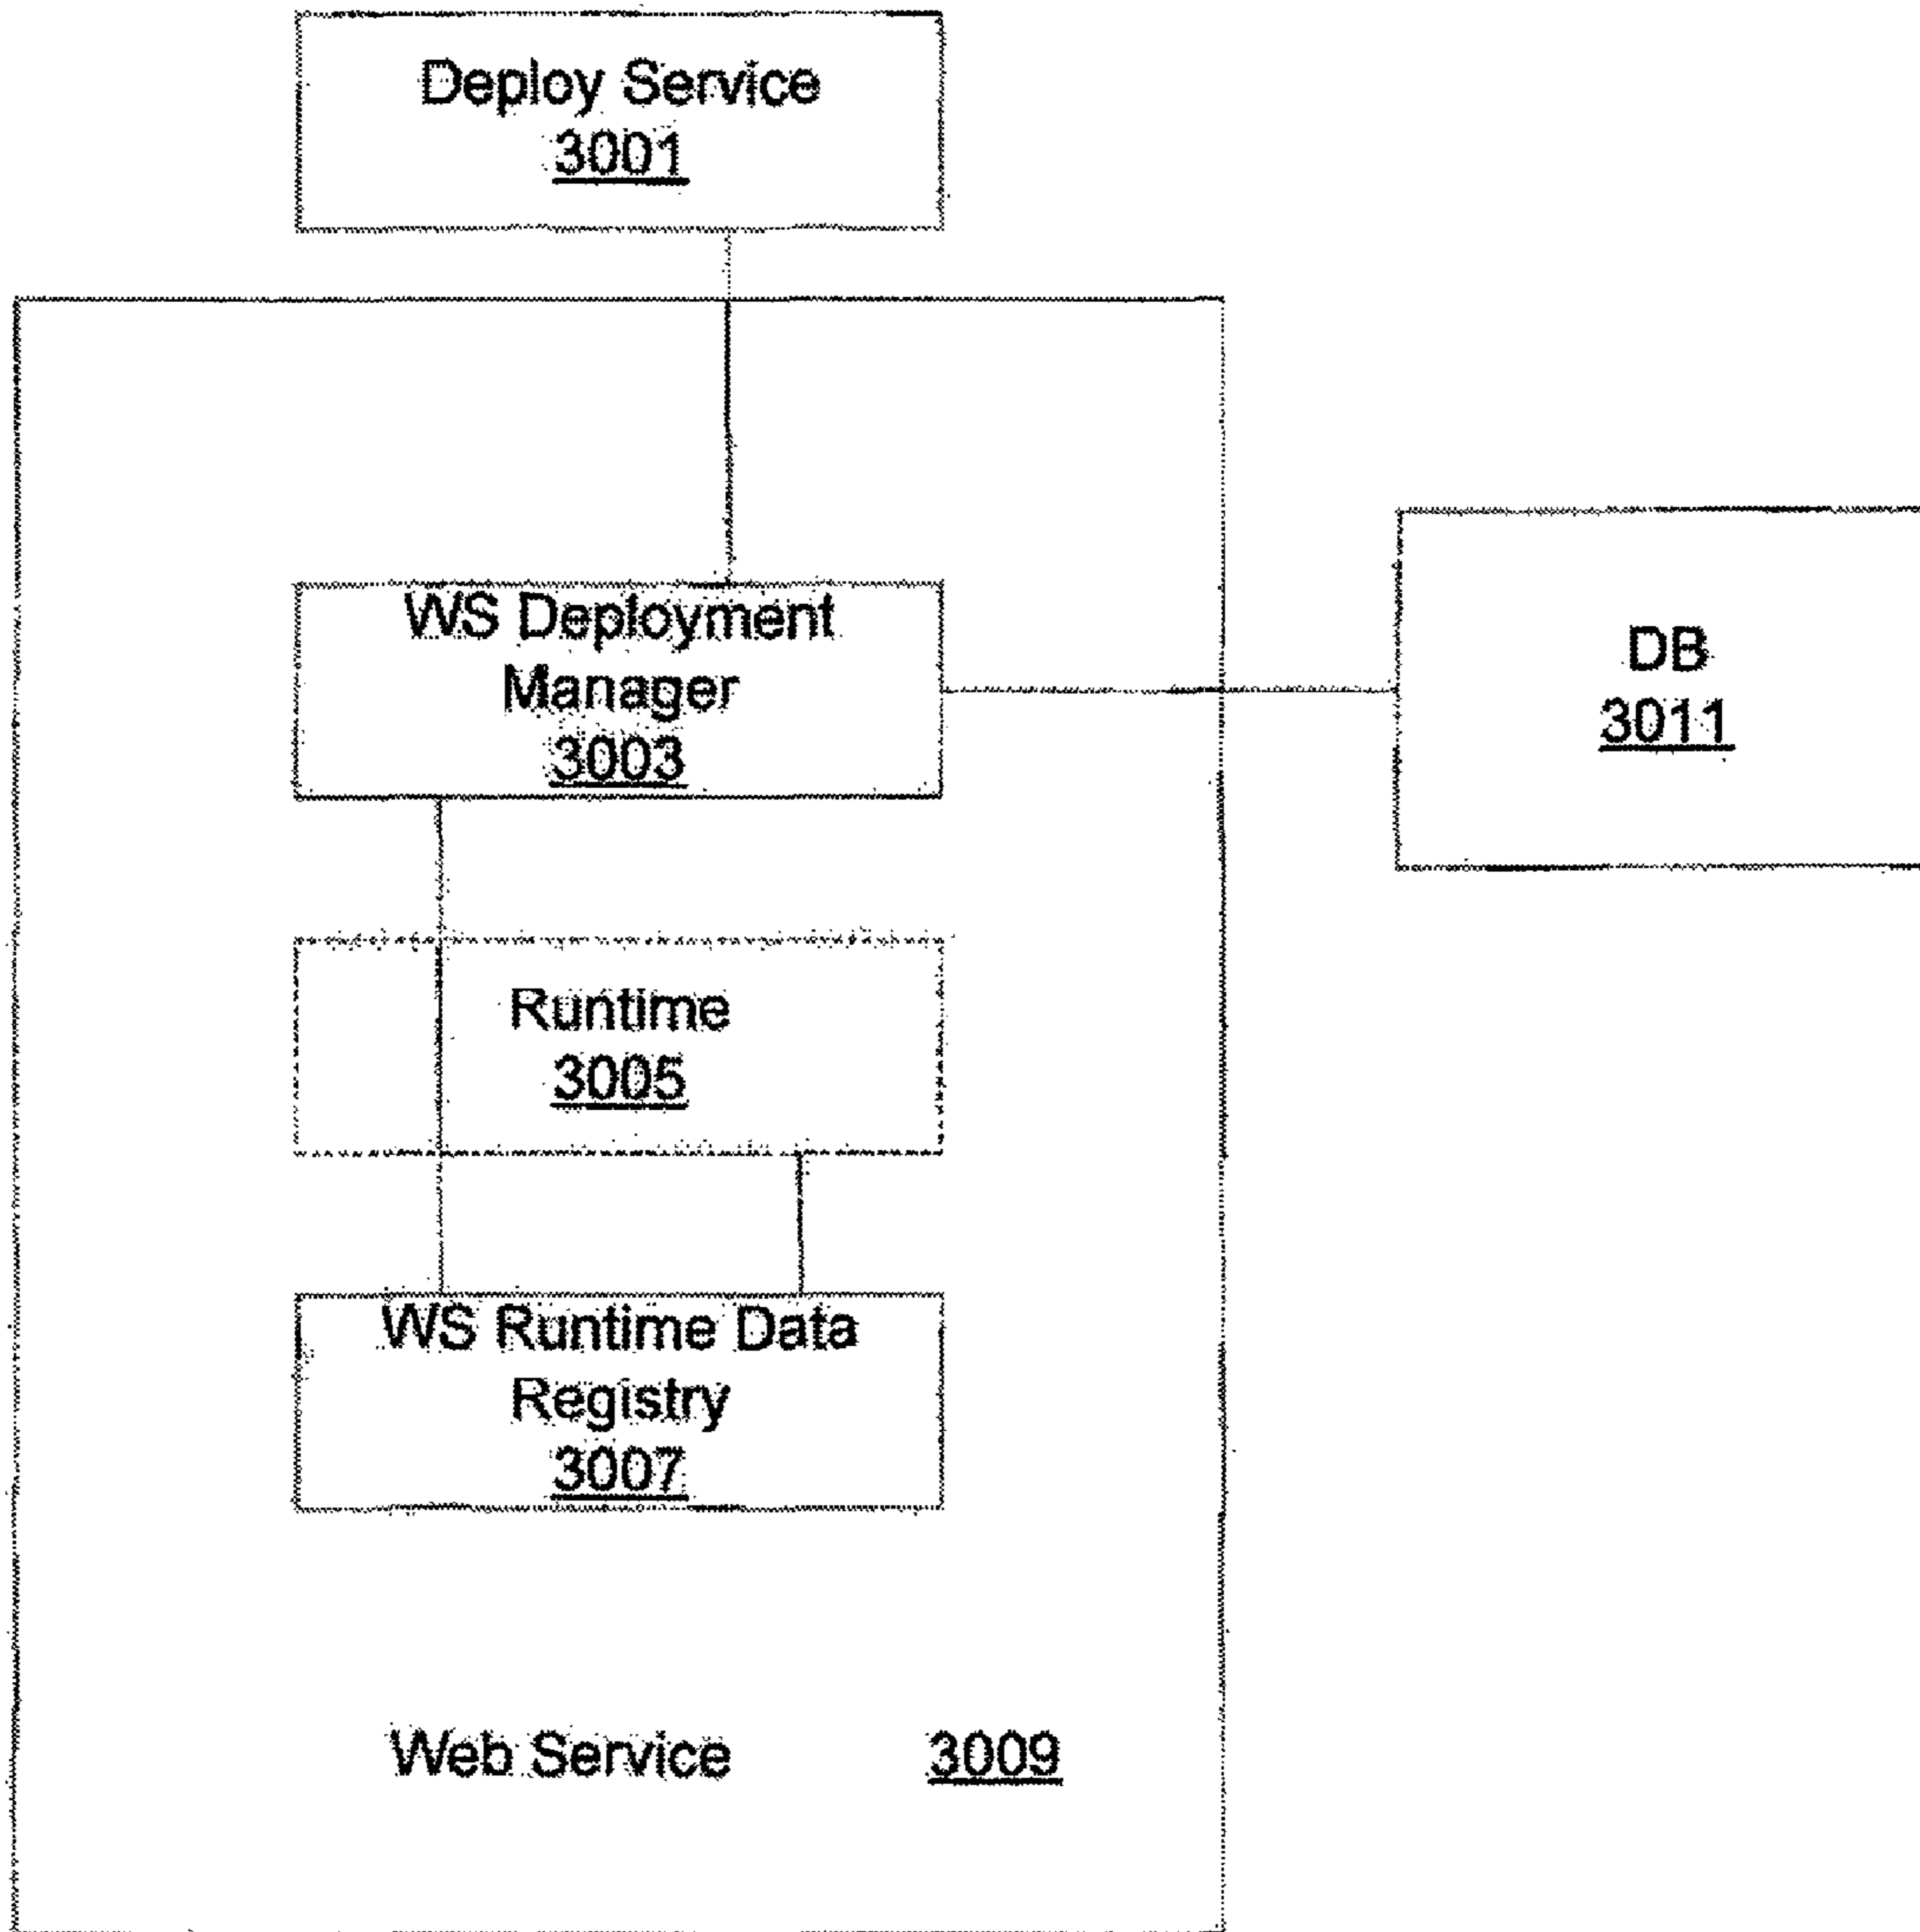 Deploy Service
3001
WS Deployment
Manager
3003
DB
3011
Runtime
3005
WS Runtime Data
Registry
3007
Web Service 3009